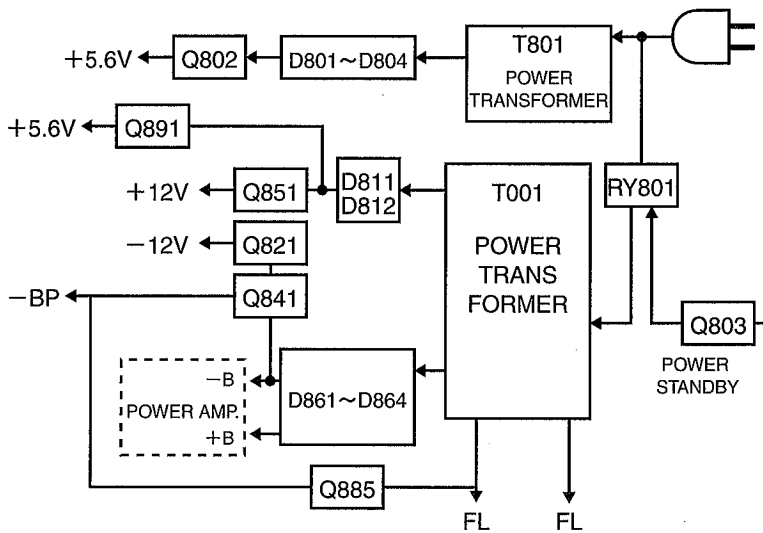 +5.6V
Q802
D801~D804
T801
POWER
TRANSFORMER
+5.6V
Q891
+12V
Q851
D811
D812
T001
POWER
TRANS
FORMER
RY801
−12V
Q821
−BP
Q841
Q803
POWER
STANDBY
−B
POWER AMP.
+B
D861~D864
Q885
FL
FL